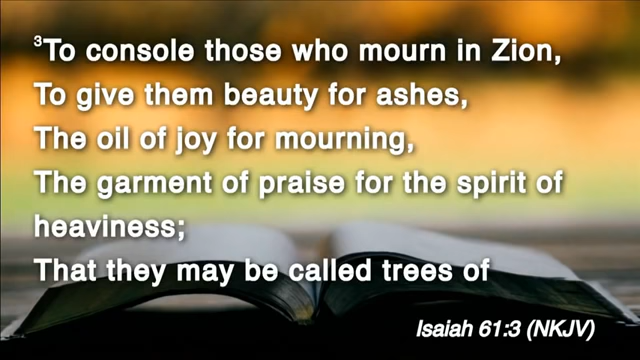 ³To console those who mourn in Zion,
To give them beauty for ashes,
The oil of joy for mourning,
The garment of praise for the spirit of
heaviness;
That they may be called trees of
Isaiah 61:3 (NKJV)